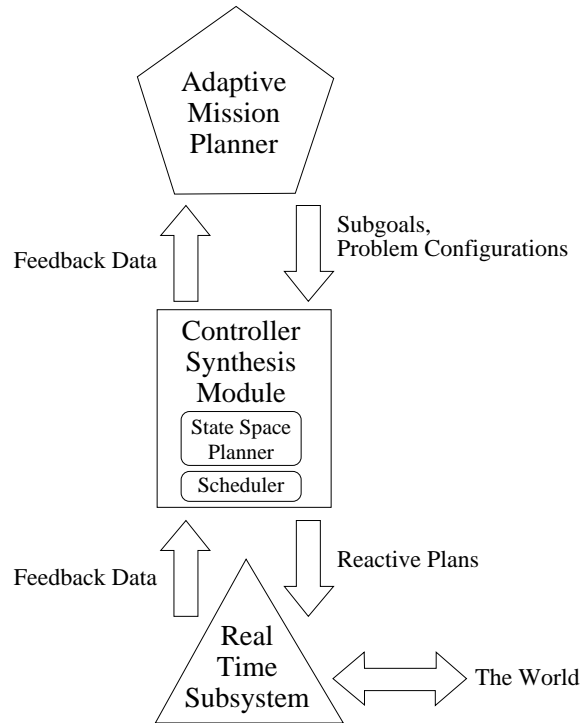 Adaptive
Mission
Planner
Subgoals,
Problem Configurations
Feedback Data
Controller
Synthesis
Module
State Space
Planner
Scheduler
Reactive Plans
Feedback Data
Real
Time
Subsystem
The World